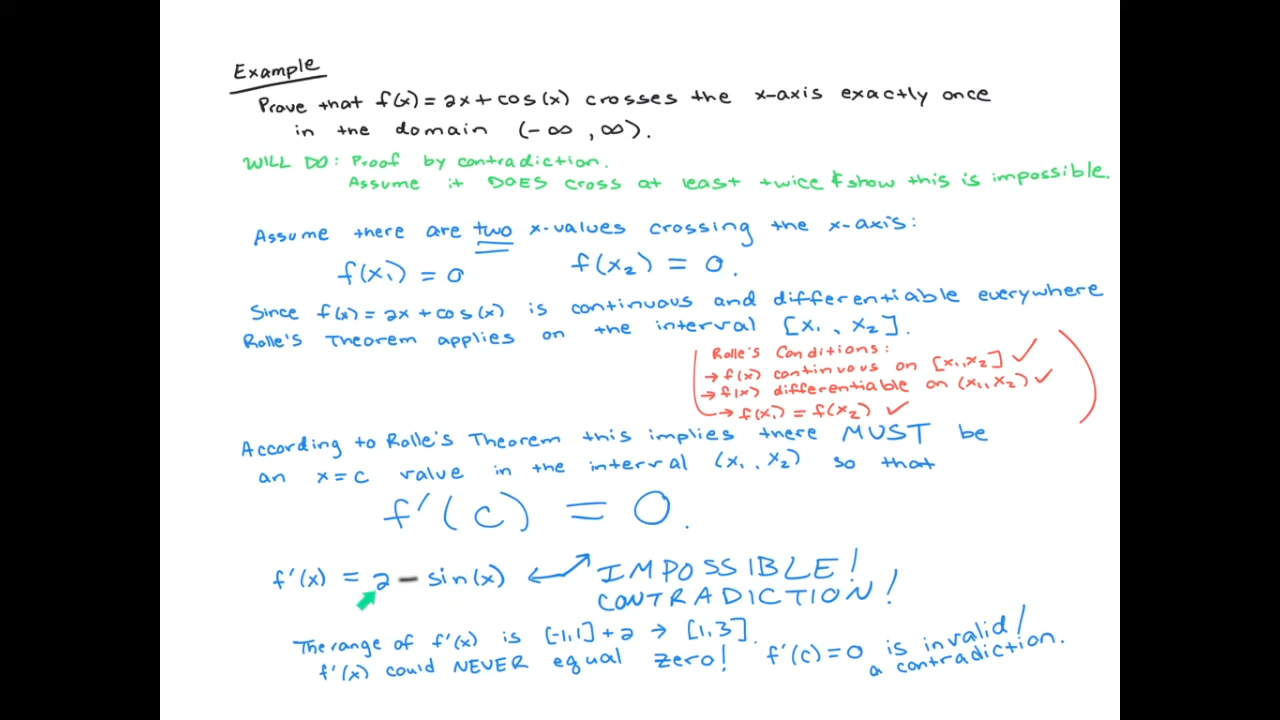 Example
Prove that f(x) = 2x + cos(x) crosses the x-axis exactly once
in the domain (-∞, ∞).
WILL DO: Proof by contradiction.
Assume it DOES cross at least twice & show this is impossible.
Assume there are two x-values crossing the x-axis:
f(x₁) = 0 f(x₂) = 0.
Since f(x) = 2x + cos(x) is continuous and differentiable everywhere
Rolle's Theorem applies on the interval [x₁, x₂].
Rolle's Conditions:
→ f(x) continuous on [x₁, x₂] ✓
→ f(x) differentiable on (x₁, x₂) ✓
→ f(x₁) = f(x₂) ✓
According to Rolle's Theorem this implies there MUST be
an x = c value in the interval (x₁, x₂) so that
f'(c) = 0.
f'(x) = 2 - sin(x) IMPOSSIBLE!
CONTRADICTION!
The range of f'(x) is [-1,1] + 2 → [1,3].
f'(x) could NEVER equal zero! f'(c) = 0 is invalid/
a contradiction.